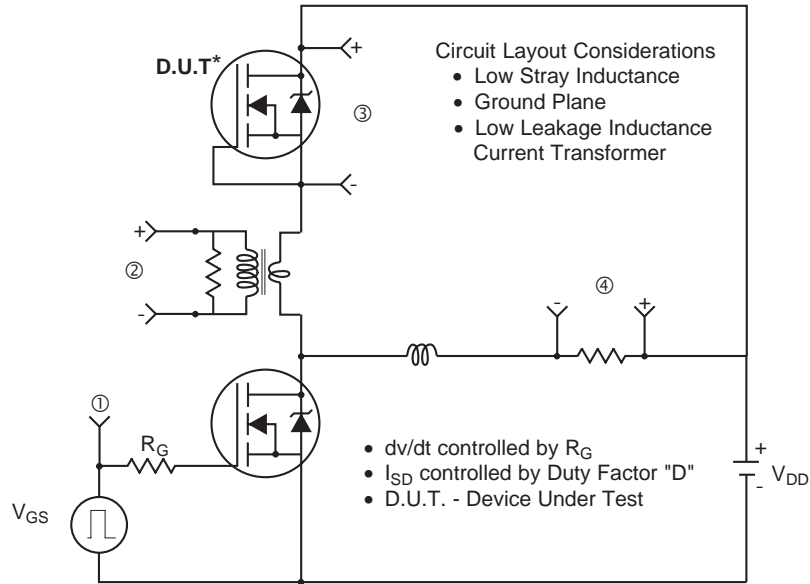 D.U.T*
+
③
-
Circuit Layout Considerations
• Low Stray Inductance
• Ground Plane
• Low Leakage Inductance
Current Transformer
+
②
-
④
- +
①
RG
VGS
• dv/dt controlled by RG
• ISD controlled by Duty Factor "D"
• D.U.T. - Device Under Test
+
-
VDD